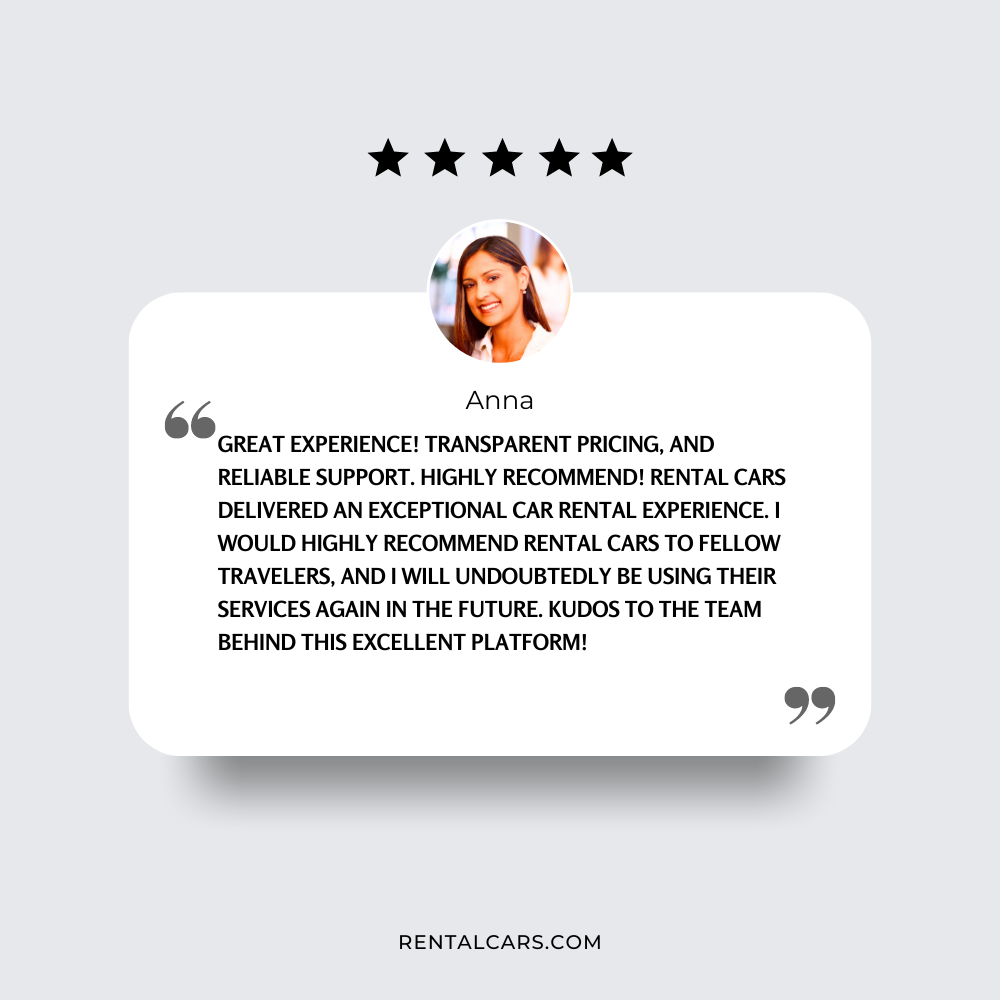 Anna
“
GREAT EXPERIENCE! TRANSPARENT PRICING, AND
RELIABLE SUPPORT. HIGHLY RECOMMEND! RENTAL CARS
DELIVERED AN EXCEPTIONAL CAR RENTAL EXPERIENCE. I
WOULD HIGHLY RECOMMEND RENTAL CARS TO FELLOW
TRAVELERS, AND I WILL UNDOUBTEDLY BE USING THEIR
SERVICES AGAIN IN THE FUTURE. KUDOS TO THE TEAM
BEHIND THIS EXCELLENT PLATFORM!
”
RENTALCARS.COM